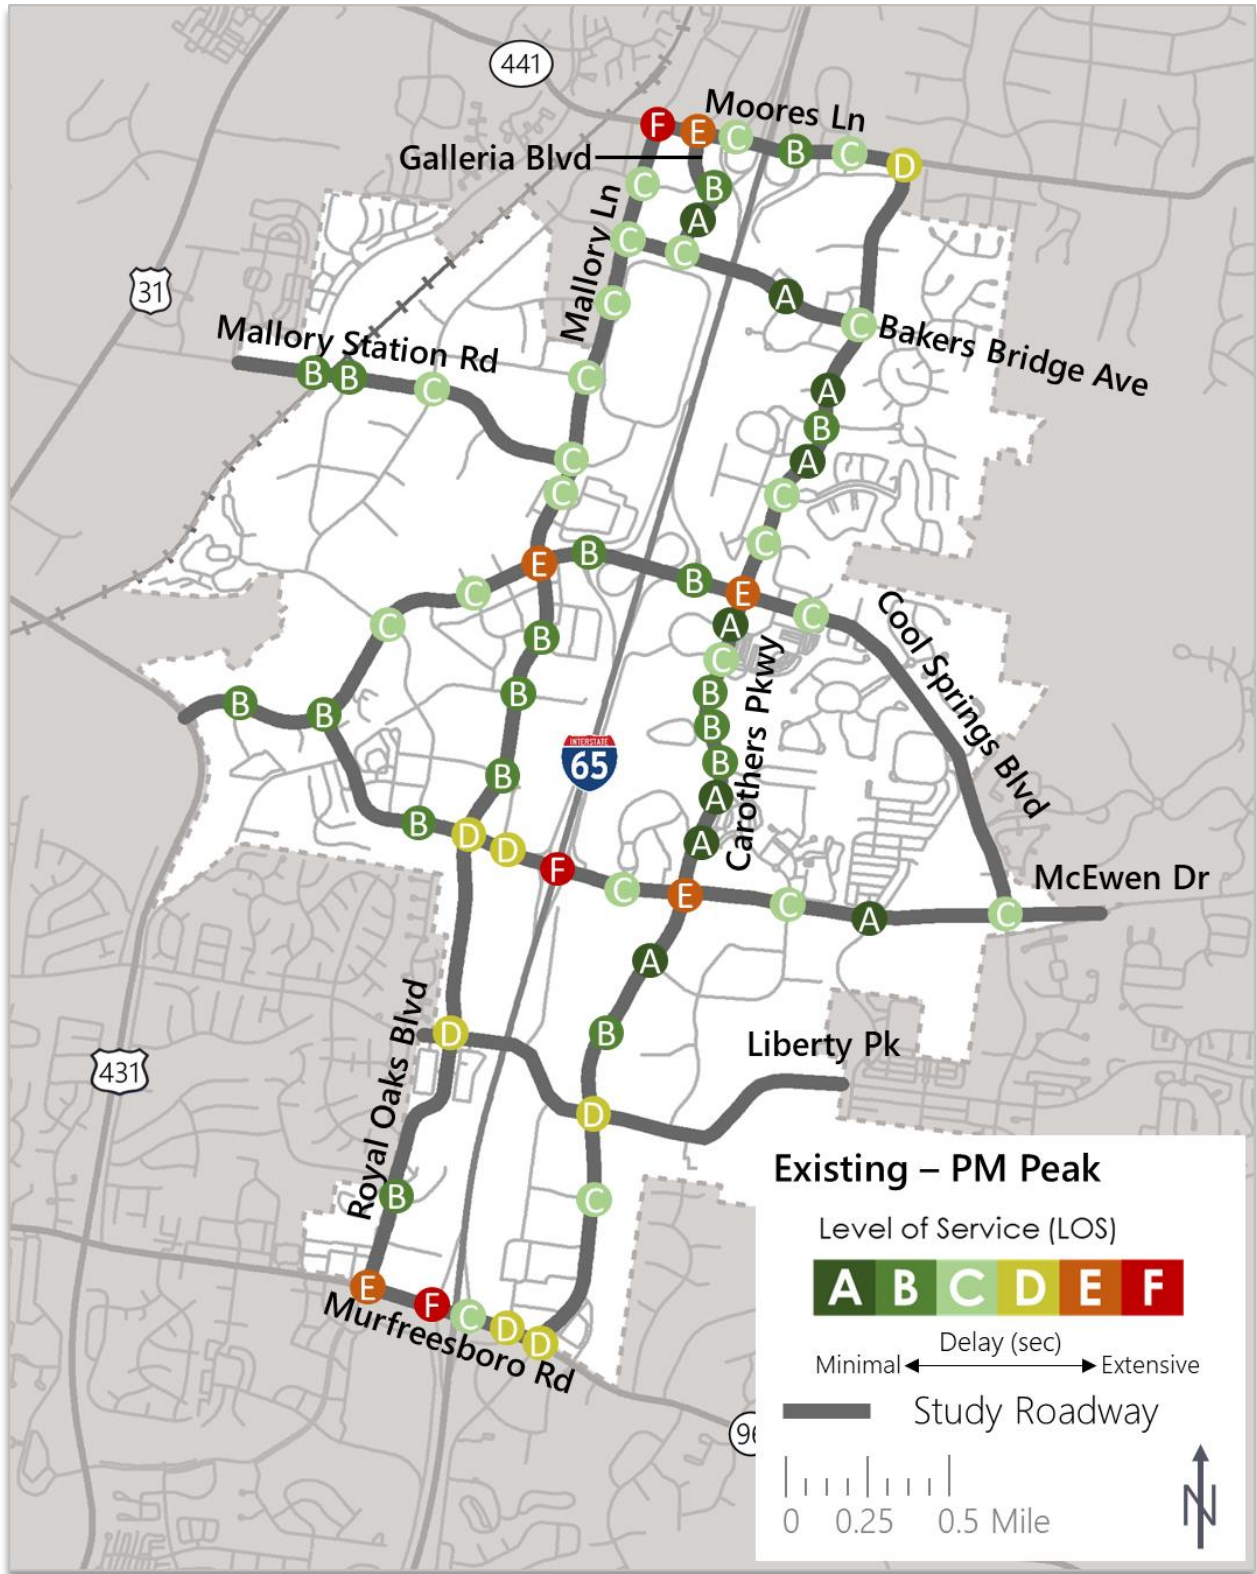 441
Moores Ln
F E C B C D
Galleria Blvd
C
B
A
Mallory Ln
C C
A
31
C
C Bakers Bridge Ave
Mallory Station Rd
B B C
C
A
B
A
C
C
C
C
E B
B E C
C
C
A
Cool Springs Blvd
B
C
B
B
B
B
B
B
A
Carothers Pkwy
INTERSTATE
65
B
A
B D D F C E C A C
McEwen Dr
A
Royal Oaks Blvd
D
B
Liberty Pk
431
D
B
C
E F C D D
Murfreesboro Rd
Existing – PM Peak
Level of Service (LOS)
A B C D E F
Delay (sec)
Minimal Extensive
Study Roadway
0 0.25 0.5 Mile
N